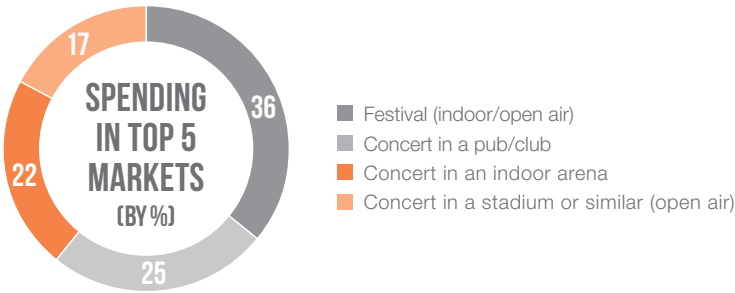 17
SPENDING
IN TOP 5
MARKETS
(BY %)
36
22
25
Festival (indoor/open air)
Concert in a pub/club
Concert in an indoor arena
Concert in a stadium or similar (open air)